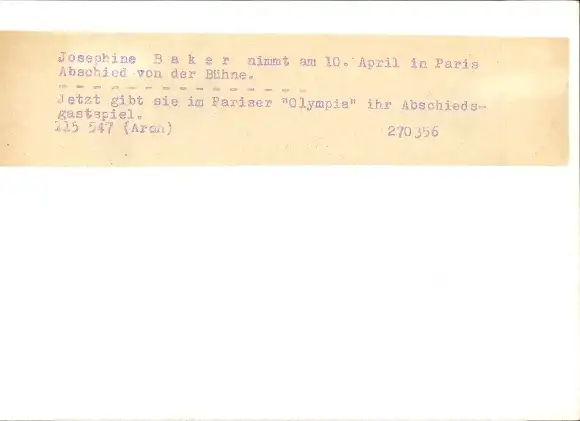 Josephine B a k e r nimmt am 10. April in Paris
Abschied von der Bühne.
- - - - - - - - - - - - - - - - - -
Jetzt gibt sie im Pariser "Olympia" ihr Abschieds-
gastspiel.
215 547 (Aran) 270356